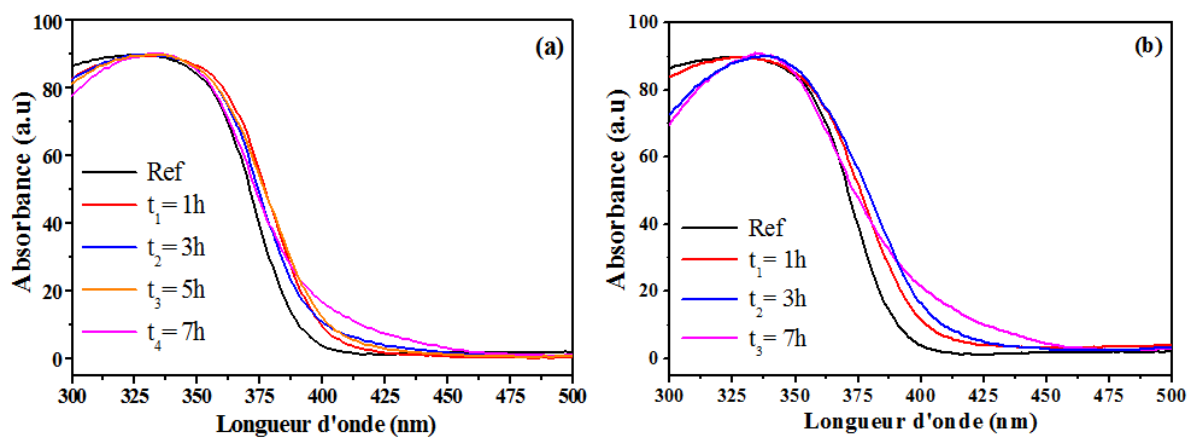 (a)
Absorbance (a.u)
100
80
60
40
20
0
Ref
t₁= 1h
t₂= 3h
t₃= 5h
t₄= 7h
300 325 350 375 400 425 450 475 500
Longueur d'onde (nm)
(b)
Absorbance (a.u)
100
80
60
40
20
0
Ref
t₁= 1h
t₂= 3h
t₃= 7h
300 325 350 375 400 425 450 475 500
Longueur d'onde (nm)